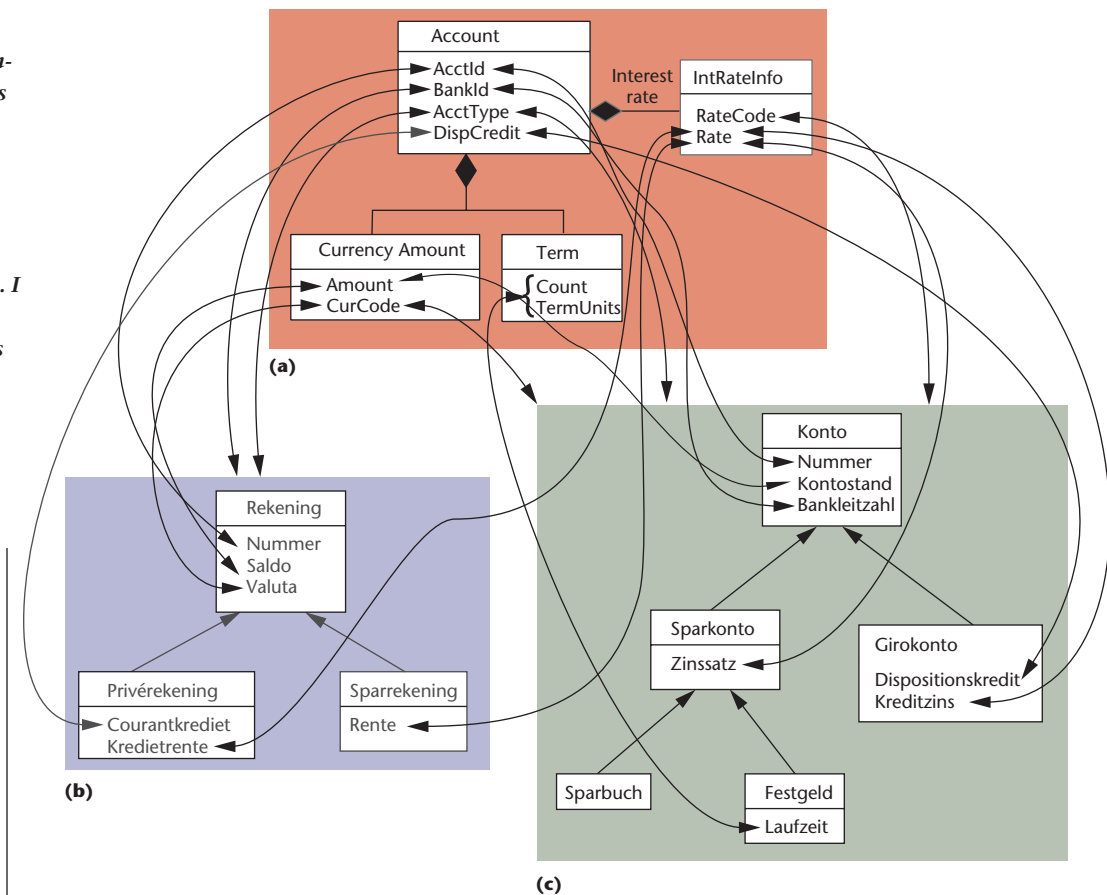 n-
s
. I
s
Account
AcctId
BankId
AcctType
DispCredit
Interest
rate
IntRateInfo
RateCode
Rate
Currency Amount
Amount
CurCode
Term
Count
TermUnits
(a)
Rekening
Nummer
Saldo
Valuta
Privérekening
Courantkrediet
Kredietrente
Sparrekening
Rente
(b)
Konto
Nummer
Kontostand
Bankleitzahl
Sparkonto
Zinssatz
Girokonto
Dispositionskredit
Kreditzins
Sparbuch
Festgeld
Laufzeit
(c)